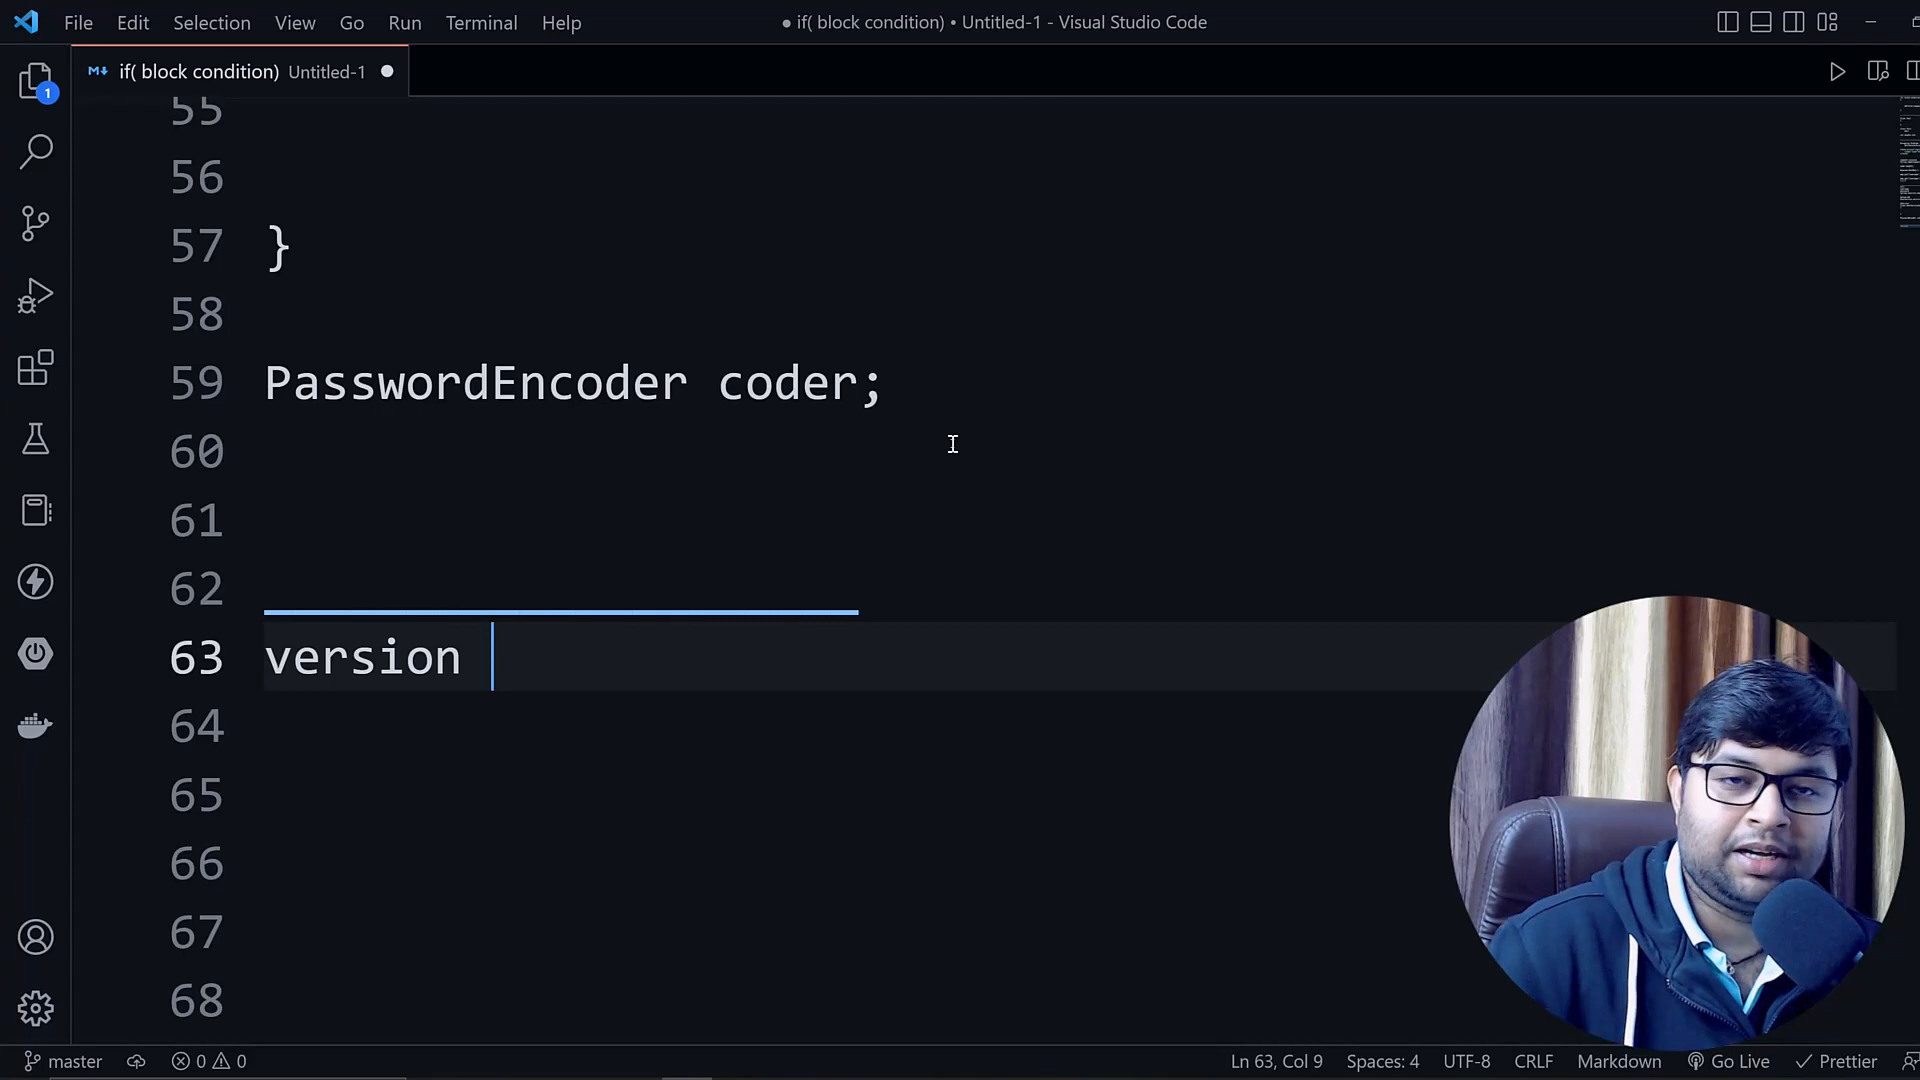 File Edit Selection View Go Run Terminal Help
● if( block condition) • Untitled-1 - Visual Studio Code
if( block condition) Untitled-1
1
55
56
57 }
58
59 PasswordEncoder coder;
60
61
62
63 version
64
65
66
67
68
master 0 0 Ln 63, Col 9 Spaces: 4 UTF-8 CRLF Markdown Go Live Prettier